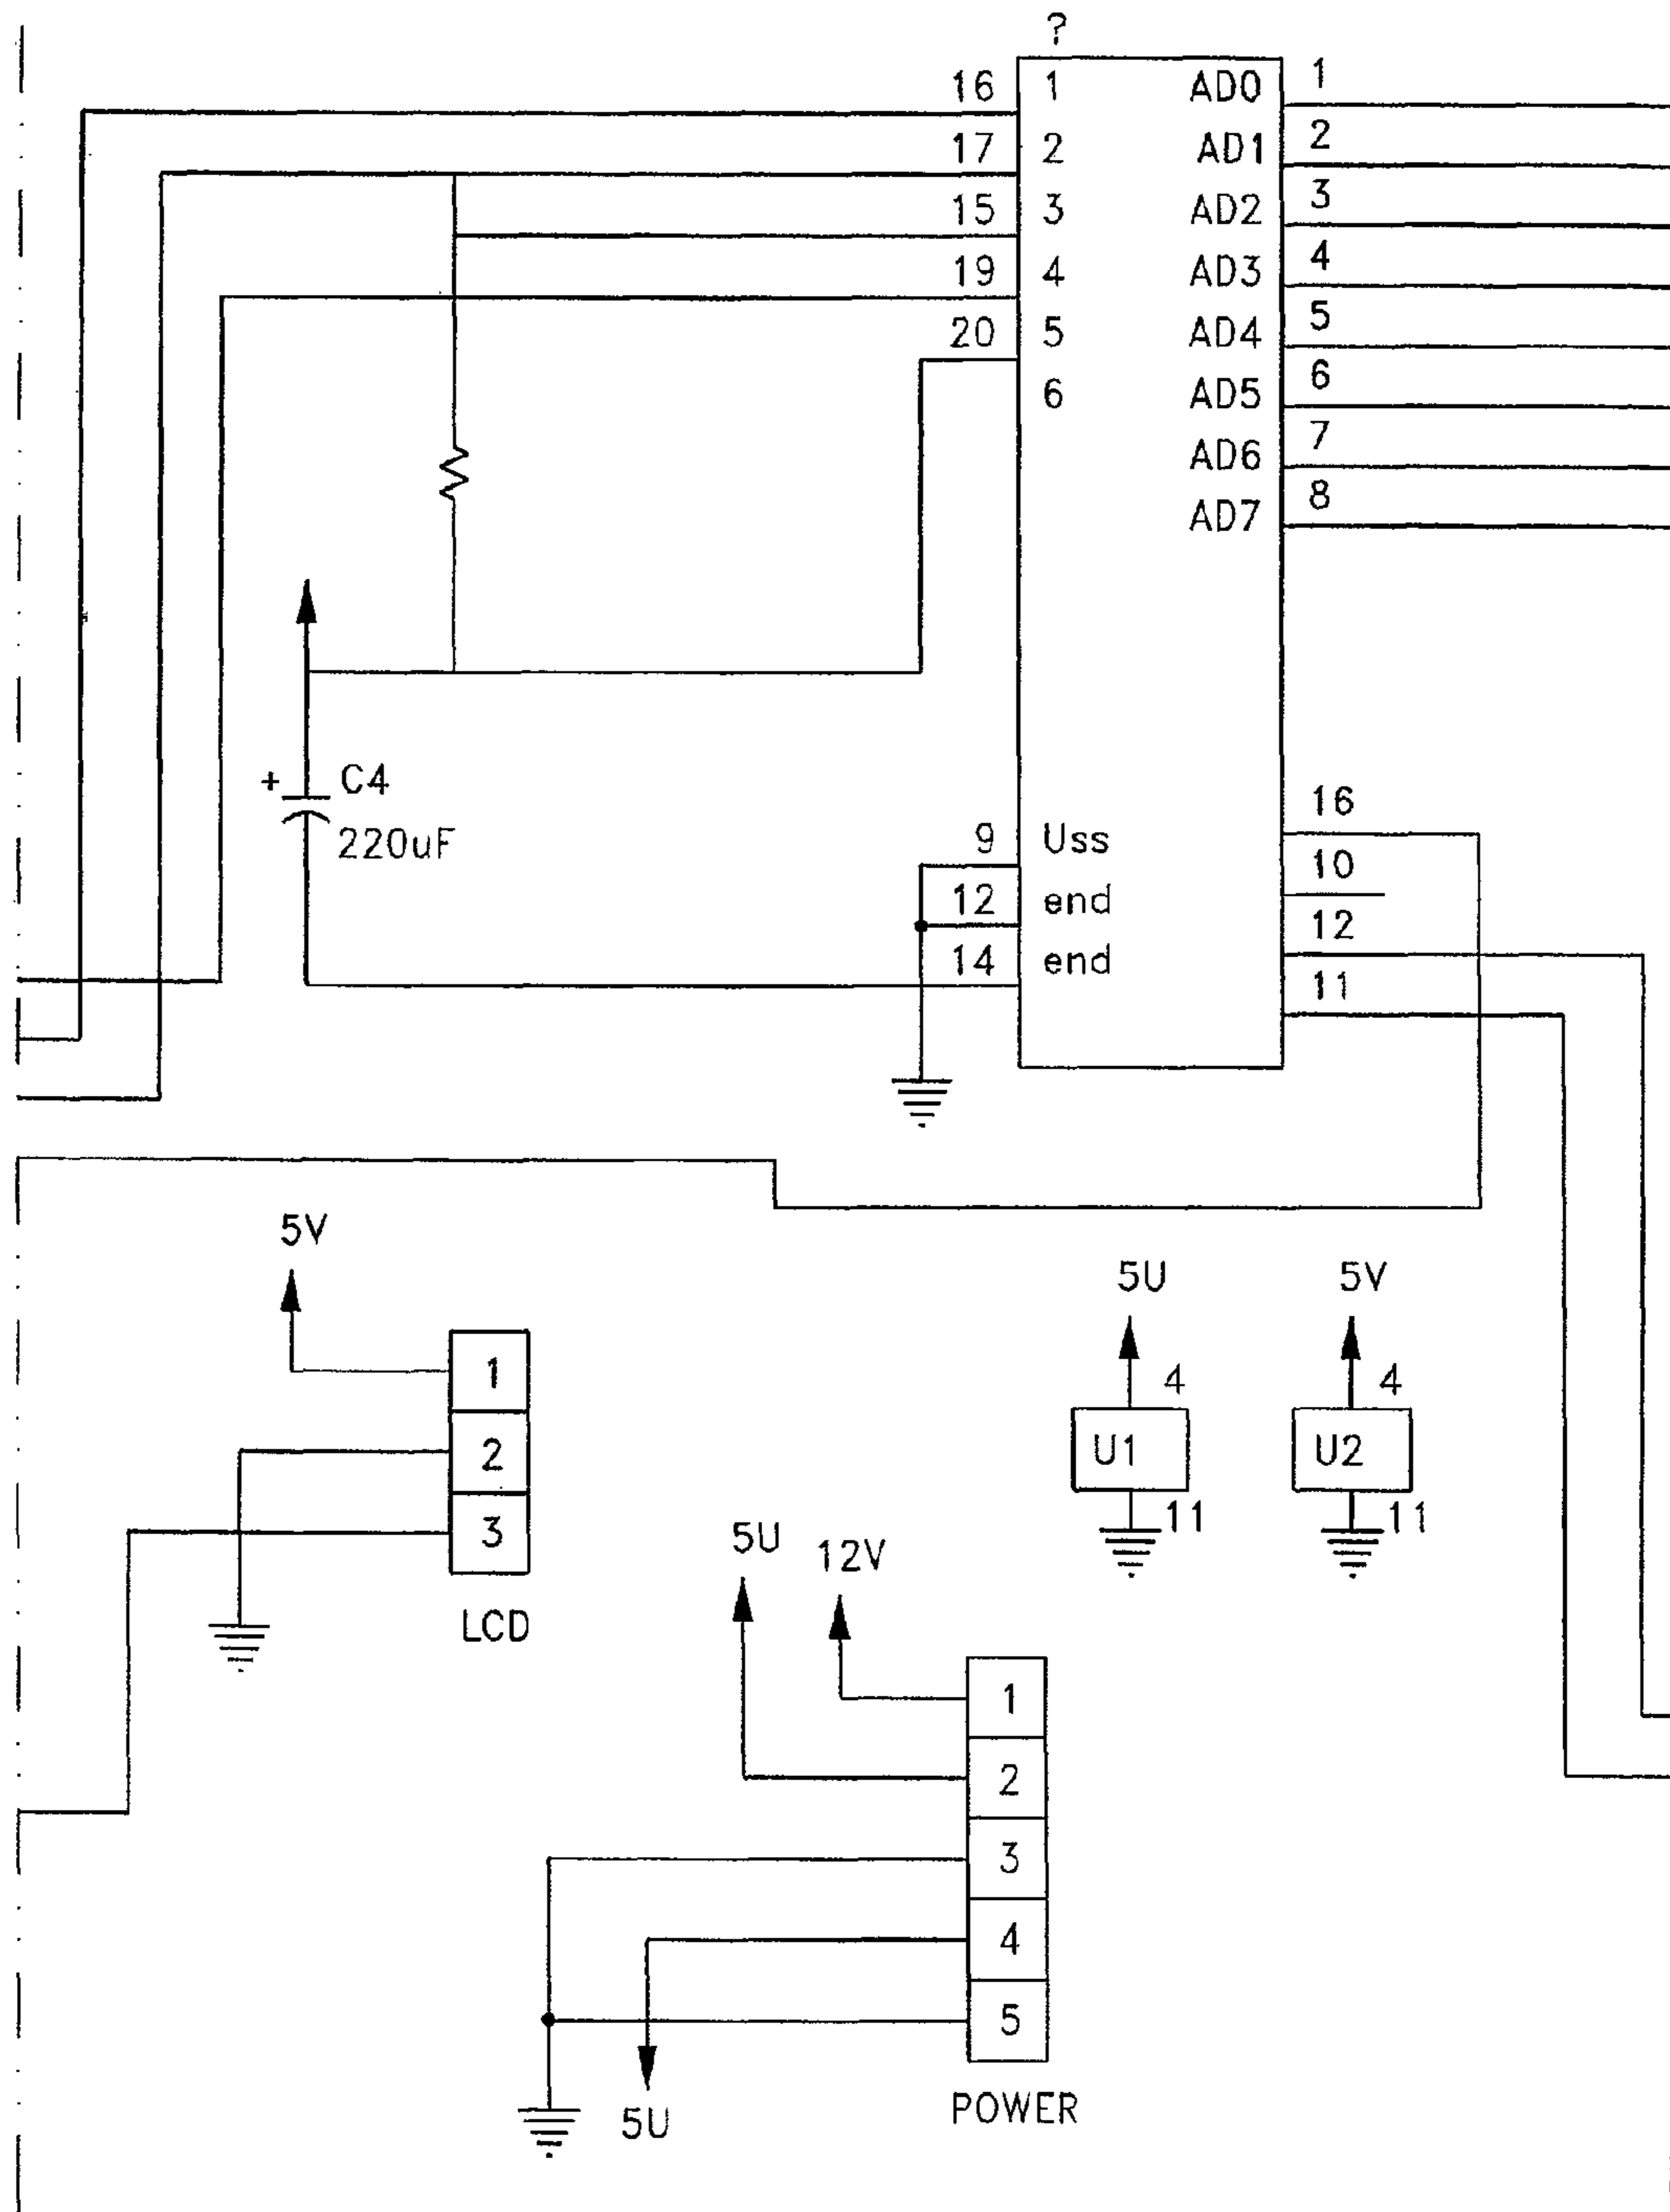 ?
16 1 AD0 1
17 2 AD1 2
15 3 AD2 3
19 4 AD3 4
20 5 AD4 5
6 AD5 6
AD6 7
AD7 8
+ C4
220uF
16
9 Uss
10
12 end
12
14 end
11
5V
5U 5V
1
4 4
2
U1 U2
3
11 11
5U 12V
LCD
1
2
3
4
5
POWER
5U